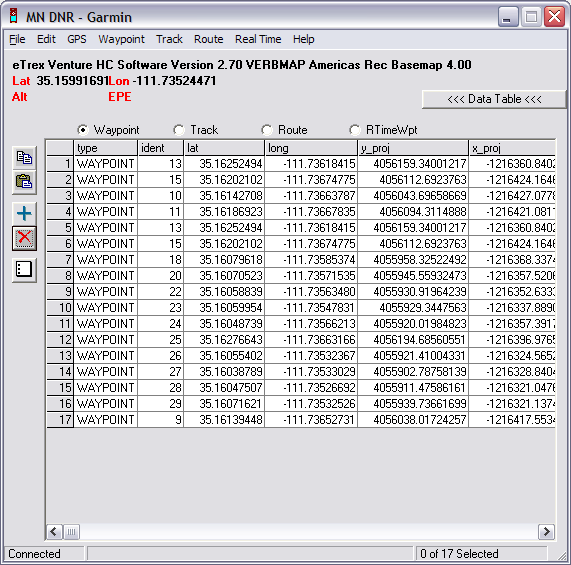 MN DNR - Garmin
File Edit GPS Waypoint Track Route Real Time Help
eTrex Venture HC Software Version 2.70 VERBMAP Americas Rec Basemap 4.00
Lat 35.15991691 Lon -111.73524471
Alt EPE
<<< Data Table <<<
Waypoint Track Route RTimeWpt
type ident lat long y_proj x_proj
1 WAYPOINT 13 35.16252494 -111.73618415 4056159.34001217 -1216360.8402
2 WAYPOINT 15 35.16202102 -111.73674775 4056112.6923763 -1216424.1646
3 WAYPOINT 10 35.16142708 -111.73663787 4056043.69658669 -1216427.0778
4 WAYPOINT 11 35.16186923 -111.73667835 4056094.3114888 -1216421.0811
5 WAYPOINT 13 35.16252494 -111.73618415 4056159.34001217 -1216360.8402
6 WAYPOINT 15 35.16202102 -111.73674775 4056112.6923763 -1216424.1646
7 WAYPOINT 18 35.16079618 -111.73585374 4055958.32522492 -1216368.3374
8 WAYPOINT 20 35.16070523 -111.73571535 4055945.55932473 -1216357.5206
9 WAYPOINT 22 35.16058839 -111.73563480 4055930.91964239 -1216352.6333
10 WAYPOINT 23 35.16059954 -111.73547831 4055929.3447563 -1216337.8890
11 WAYPOINT 24 35.16048739 -111.73566213 4055920.01984823 -1216357.3917
12 WAYPOINT 25 35.16276643 -111.73663166 4056194.68560551 -1216396.9765
13 WAYPOINT 26 35.16055402 -111.73532367 4055921.41004331 -1216324.5652
14 WAYPOINT 27 35.16038789 -111.73533029 4055902.78758139 -1216328.8404
15 WAYPOINT 28 35.16047507 -111.73526692 4055911.47586161 -1216321.0476
16 WAYPOINT 29 35.16071621 -111.73532526 4055939.73661699 -1216321.1374
17 WAYPOINT 9 35.16139448 -111.73652731 4056038.01724257 -1216417.5534
Connected 0 of 17 Selected